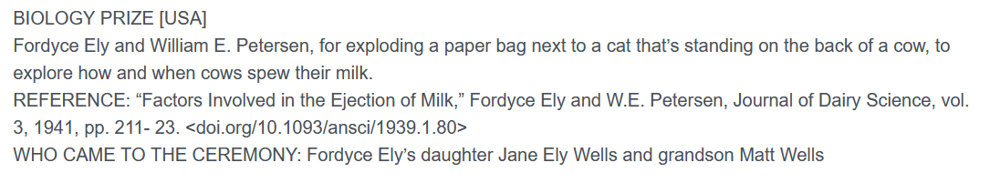 BIOLOGY PRIZE [USA]
Fordyce Ely and William E. Petersen, for exploding a paper bag next to a cat that’s standing on the back of a cow, to
explore how and when cows spew their milk.
REFERENCE: “Factors Involved in the Ejection of Milk,” Fordyce Ely and W.E. Petersen, Journal of Dairy Science, vol.
3, 1941, pp. 211- 23. <doi.org/10.1093/ansci/1939.1.80>
WHO CAME TO THE CEREMONY: Fordyce Ely’s daughter Jane Ely Wells and grandson Matt Wells